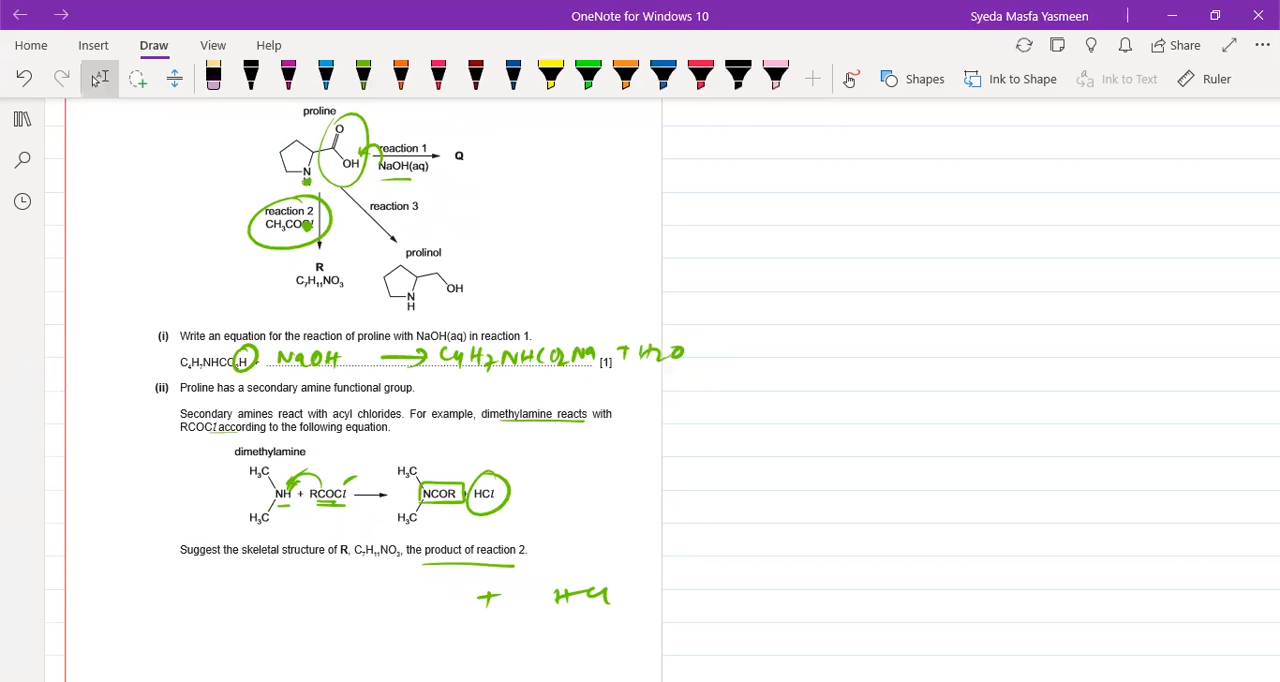 OneNote for Windows 10
Syeda Masfa Yasmeen
Home Insert Draw View Help
Share
Shapes Ink to Shape Ink to Text Ruler
proline
O
OH
N
reaction 1
NaOH(aq)
Q
reaction 2
CH₃CO
reaction 3
R
C₇H₁₁NO₃
prolinol
N
H
OH
(i) Write an equation for the reaction of proline with NaOH(aq) in reaction 1.
C₄H₇NHCO₂H + NaOH → C4H7NHCO2Na + H2O [1]
(ii) Proline has a secondary amine functional group.
Secondary amines react with acyl chlorides. For example, dimethylamine reacts with
RCOCl according to the following equation.
dimethylamine
H₃C
NH + RCOCl
H₃C
H₃C
NCOR + HCl
H₃C
Suggest the skeletal structure of R, C₇H₁₁NO₃, the product of reaction 2.
+ HCl